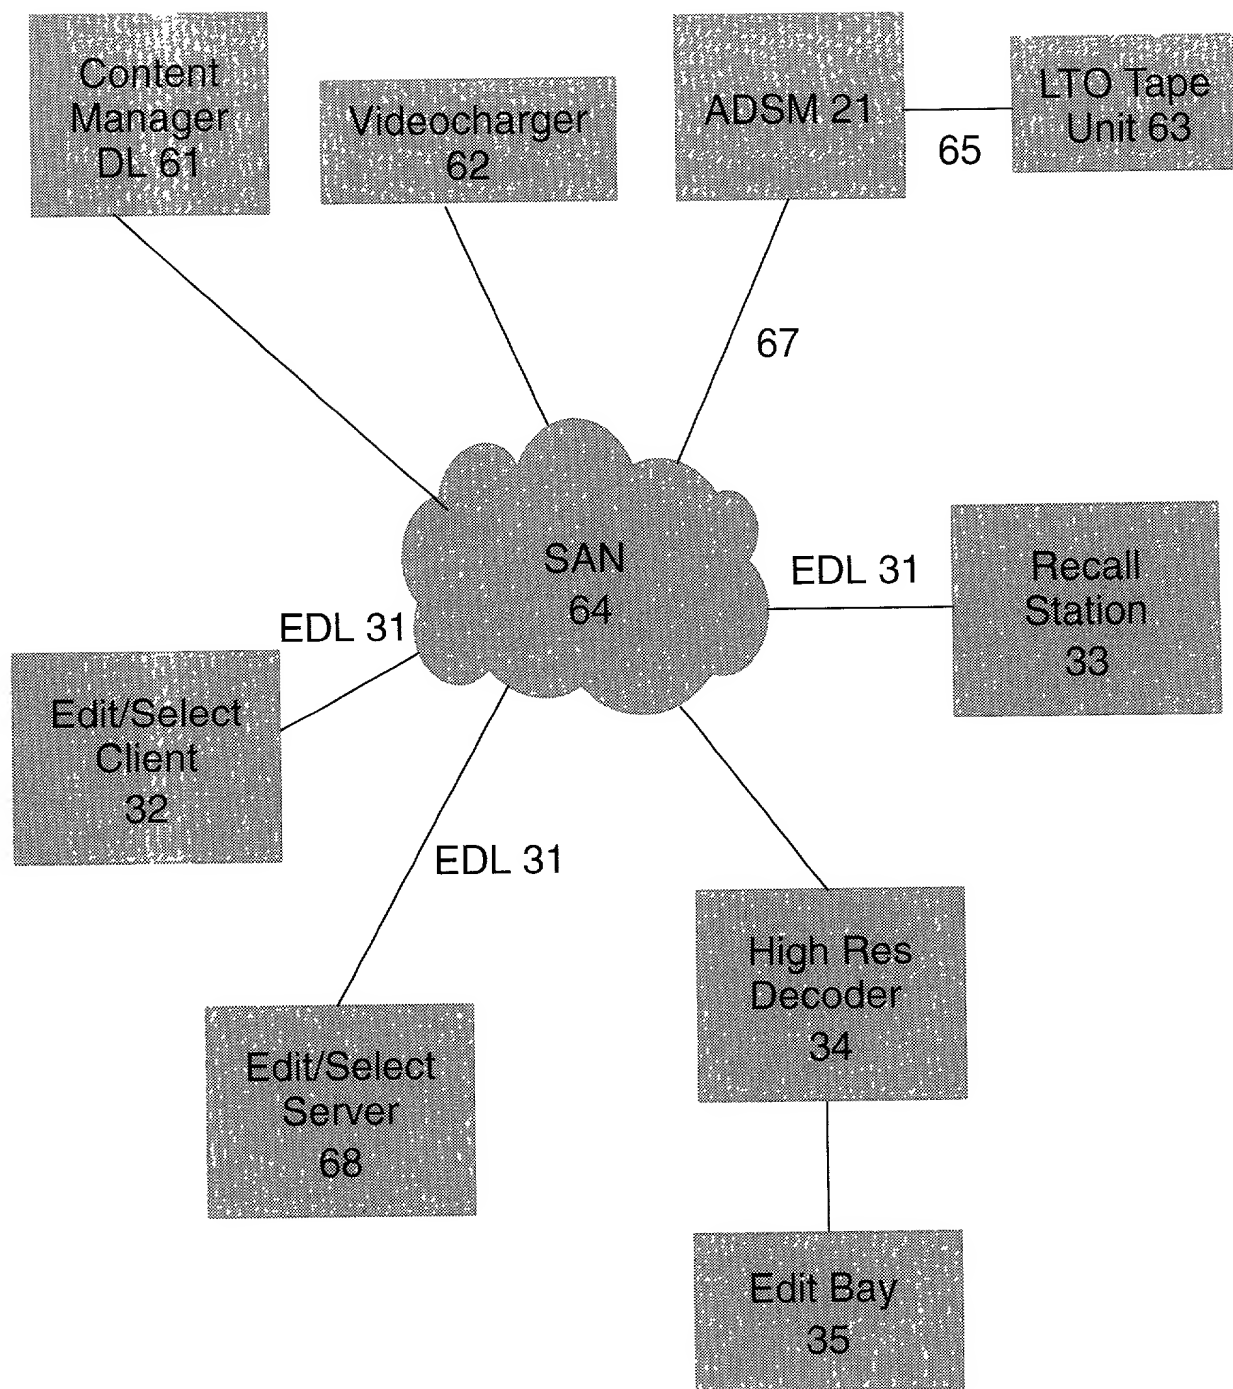 Content
Manager
DL 61
Videocharger
62
ADSM 21
65
LTO Tape
Unit 63
67
SAN
64
EDL 31
Recall
Station
33
EDL 31
Edit/Select
Client
32
EDL 31
High Res
Decoder
34
Edit/Select
Server
68
Edit Bay
35